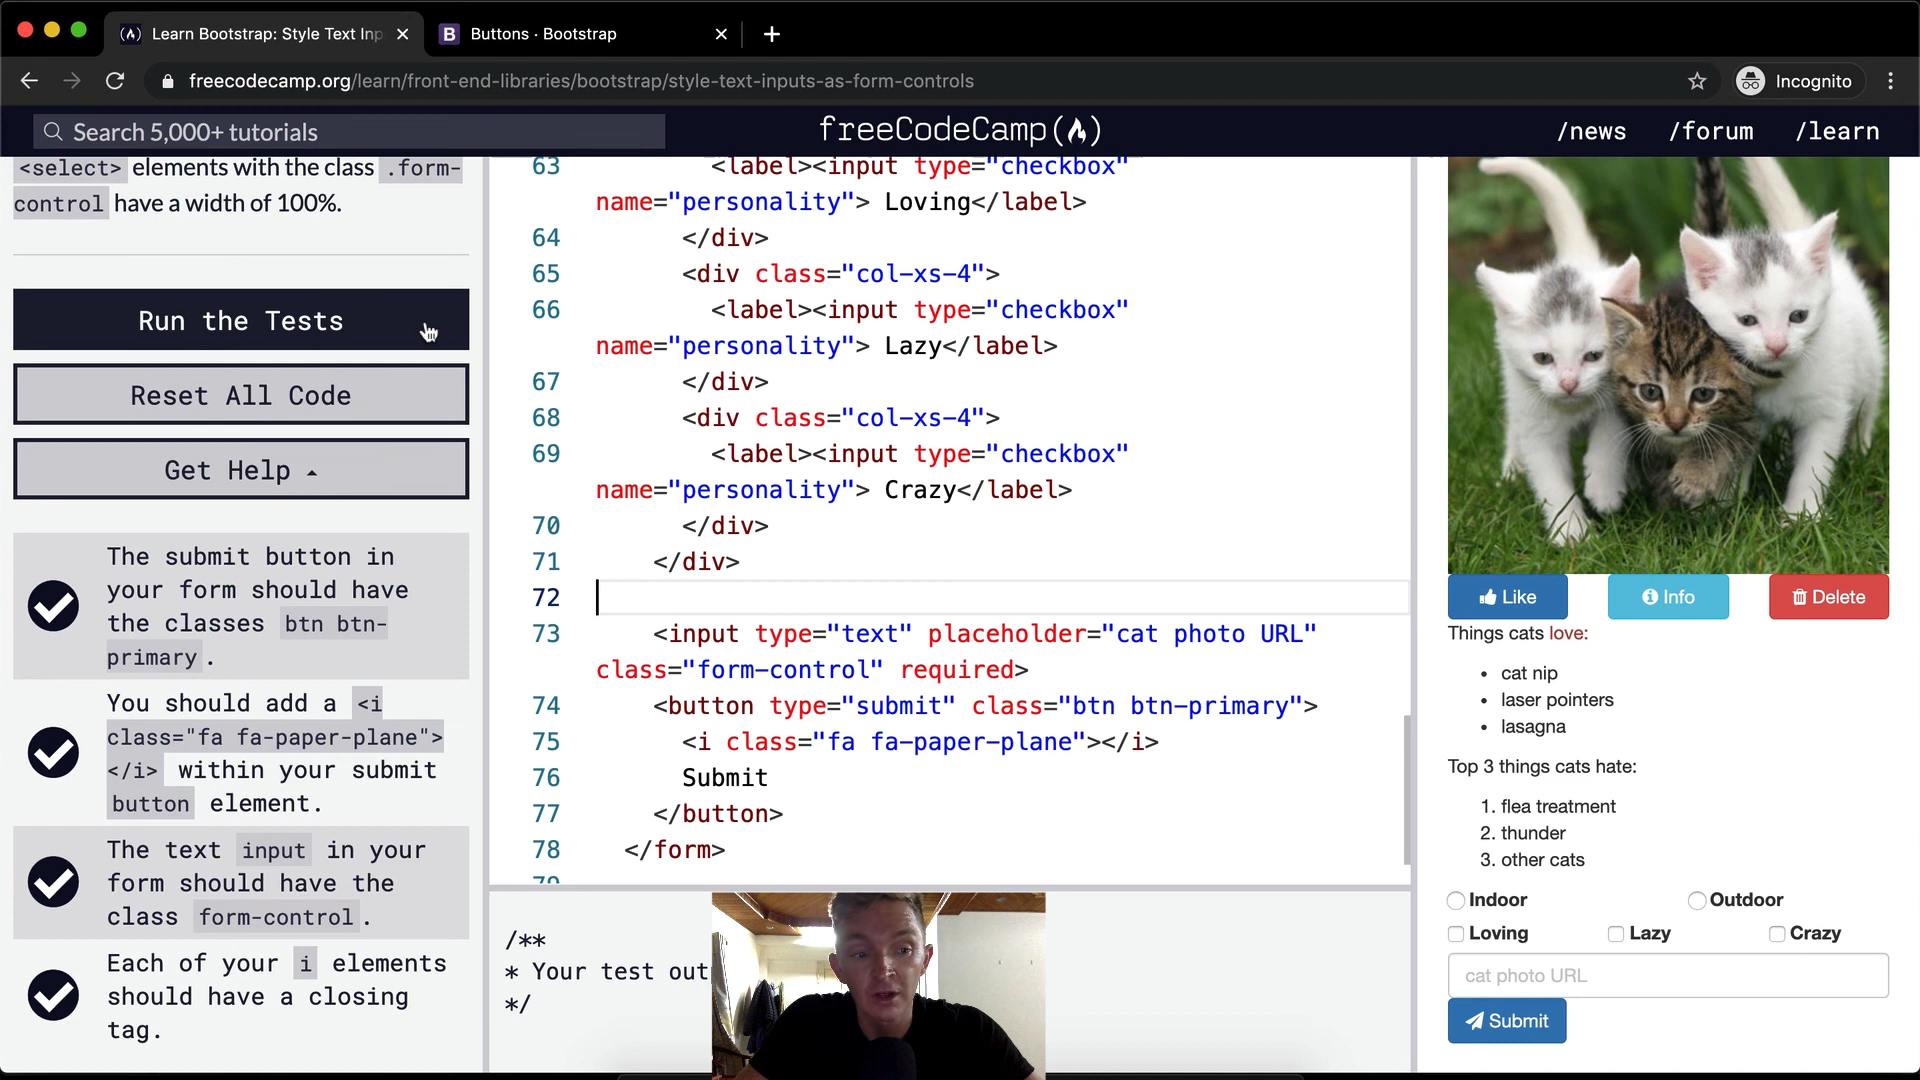 Learn Bootstrap: Style Text Inp
Buttons · Bootstrap
freecodecamp.org/learn/front-end-libraries/bootstrap/style-text-inputs-as-form-controls
Incognito
Search 5,000+ tutorials
freeCodeCamp(🔥)
/news /forum /learn
<select> elements with the class .form-
control have a width of 100%.
Run the Tests
Reset All Code
Get Help
The submit button in
your form should have
the classes btn btn-
primary .
You should add a <i
class="fa fa-paper-plane">
</i> within your submit
button element.
The text input in your
form should have the
class form-control .
Each of your i elements
should have a closing
tag.
63 <label><input type="checkbox"
name="personality"> Loving</label>
64 </div>
65 <div class="col-xs-4">
66 <label><input type="checkbox"
name="personality"> Lazy</label>
67 </div>
68 <div class="col-xs-4">
69 <label><input type="checkbox"
name="personality"> Crazy</label>
70 </div>
71 </div>
72
73 <input type="text" placeholder="cat photo URL"
class="form-control" required>
74 <button type="submit" class="btn btn-primary">
75 <i class="fa fa-paper-plane"></i>
76 Submit
77 </button>
78 </form>
79
/**
* Your test out
*/
Like
Info
Delete
Things cats love:
• cat nip
• laser pointers
• lasagna
Top 3 things cats hate:
1. flea treatment
2. thunder
3. other cats
Indoor Outdoor
Loving Lazy Crazy
cat photo URL
Submit